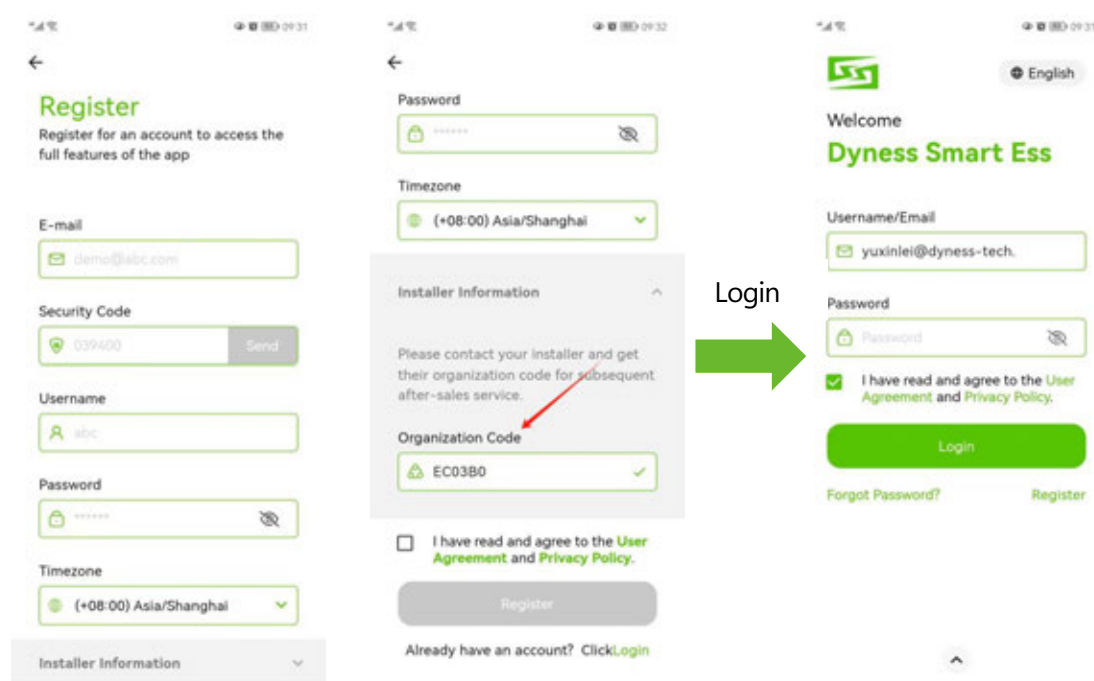 09:31
Register
Register for an account to access the
full features of the app
E-mail
demo@abc.com
Security Code
039400
Send
Username
abc
Password
******
Timezone
(+08:00) Asia/Shanghai
Installer Information
09:32
Password
******
Timezone
(+08:00) Asia/Shanghai
Installer Information
Please contact your installer and get
their organization code for subsequent
after-sales service.
Organization Code
EC03B0
I have read and agree to the User
Agreement and Privacy Policy.
Register
Already have an account? ClickLogin
Login
09:31
English
Welcome
Dyness Smart Ess
Username/Email
yuxinlei@dyness-tech.
Password
Password
I have read and agree to the User
Agreement and Privacy Policy.
Login
Forgot Password? Register